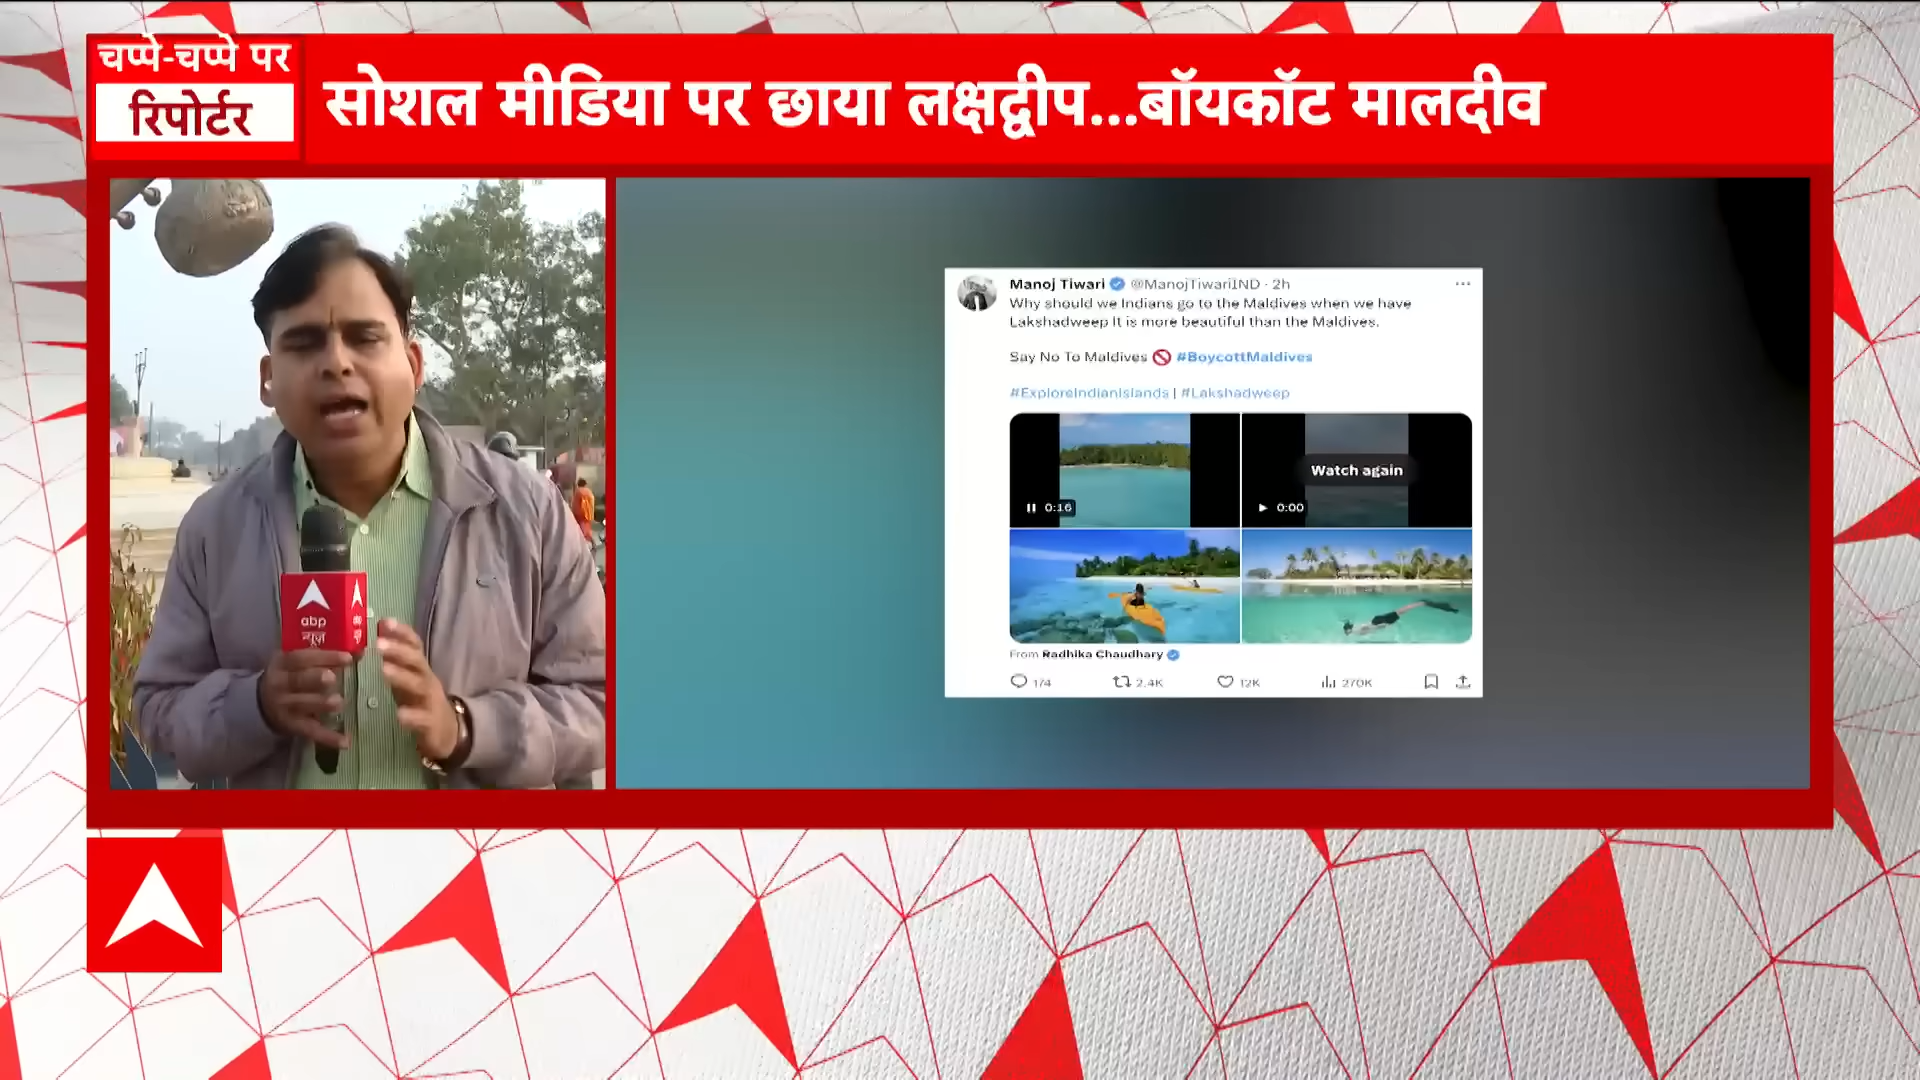 चप्पे-चप्पे पर
रिपोर्टर
सोशल मीडिया पर छाया लक्षद्वीप...बॉयकॉट मालदीव
Manoj Tiwari @ManojTiwariIND · 2h
Why should we Indians go to the Maldives when we have
Lakshadweep It is more beautiful than the Maldives.
Say No To Maldives 🚫 #BoycottMaldives
#ExploreIndianIslands | #Lakshadweep
0:16
Watch again
0:00
From Radhika Chaudhary
174 2.4K 12K 270K
abp
न्यूज़